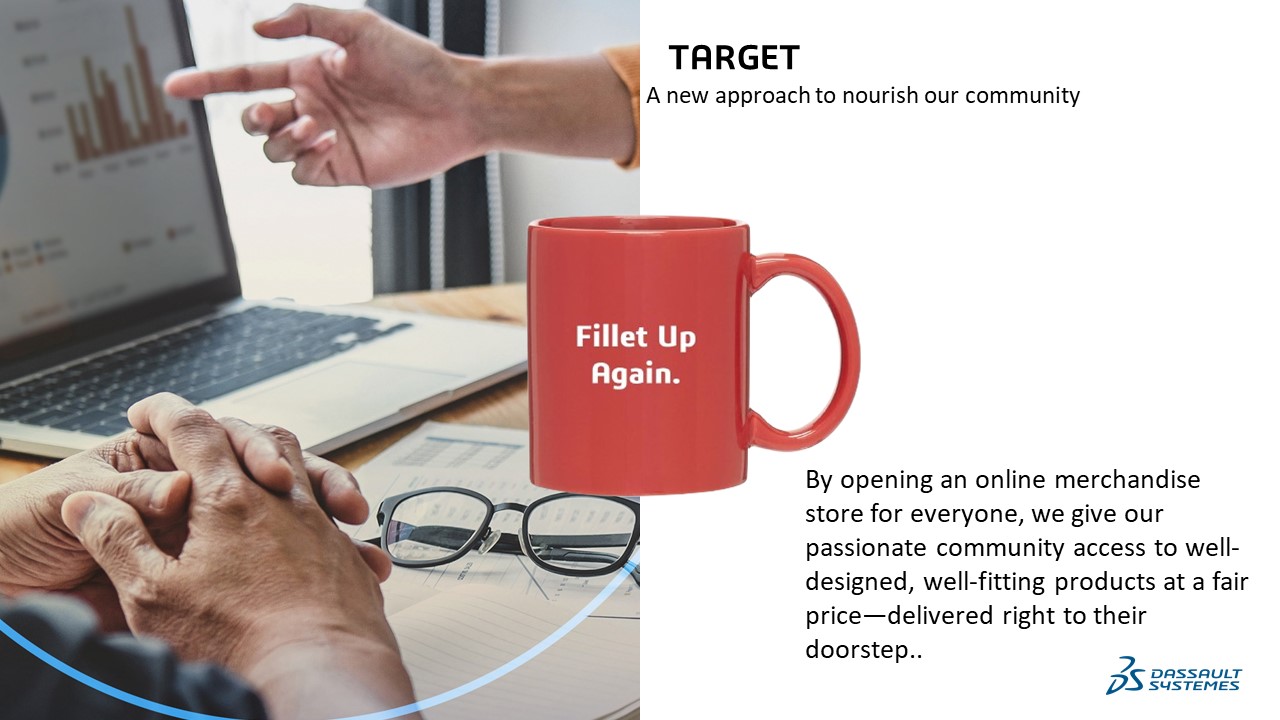 TARGET
A new approach to nourish our community
Fillet Up
Again.
By opening an online merchandise
store for everyone, we give our
passionate community access to well-
designed, well-fitting products at a fair
price—delivered right to their
doorstep..
DASSAULT
SYSTEMES